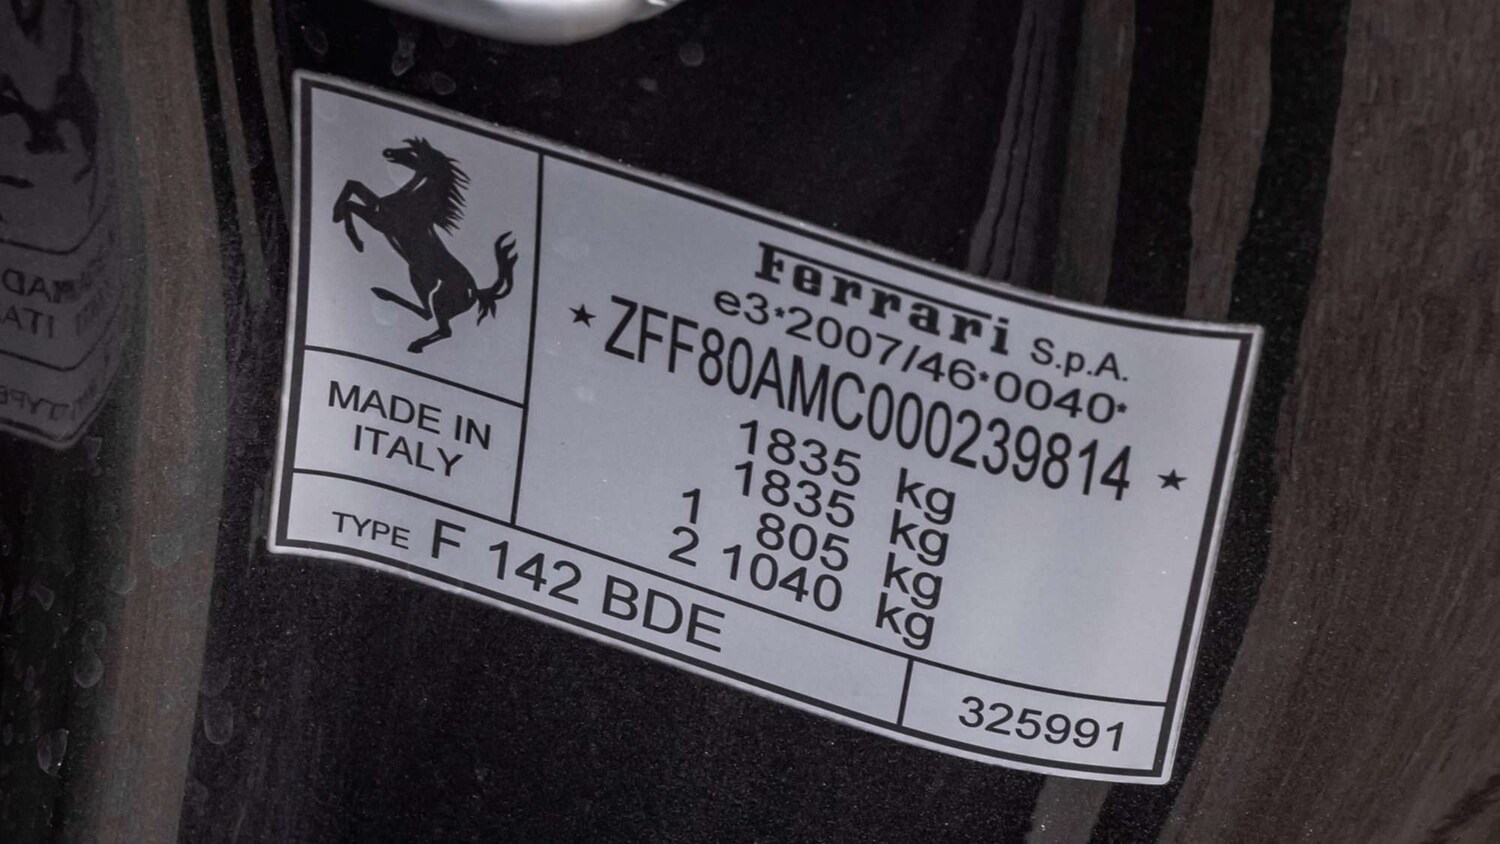 Ferrari S.p.A.
e3*2007/46*0040*
★ ZFF80AMC000239814 ★
1835 kg
1835 kg
1 805 kg
2 1040 kg
MADE IN
ITALY
TYPE F 142 BDE
325991